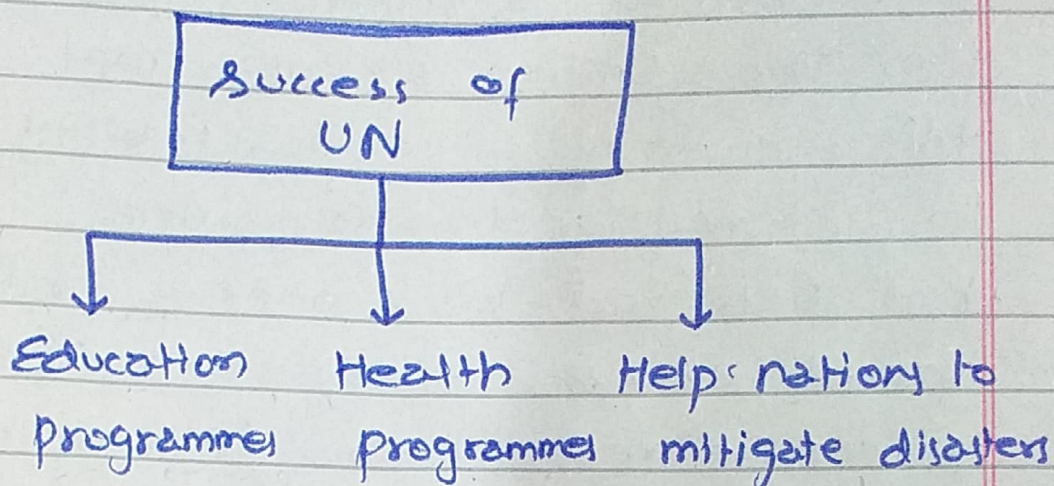 Success of
UN
Education Health Help nations to
programmes programmes mitigate disasters